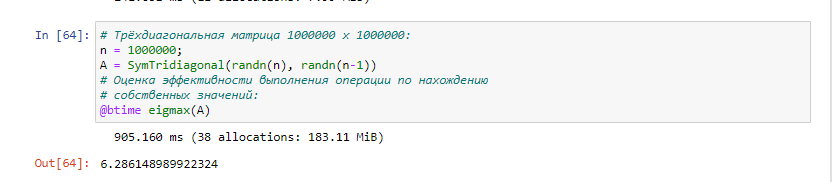 In [64]: # Трёхдиагональная матрица 1000000 x 1000000:
n = 1000000;
A = SymTridiagonal(randn(n), randn(n-1))
# Оценка эффективности выполнения операции по нахождению
# собственных значений:
@btime eigmax(A)
905.160 ms (38 allocations: 183.11 MiB)
Out[64]: 6.286148989922324